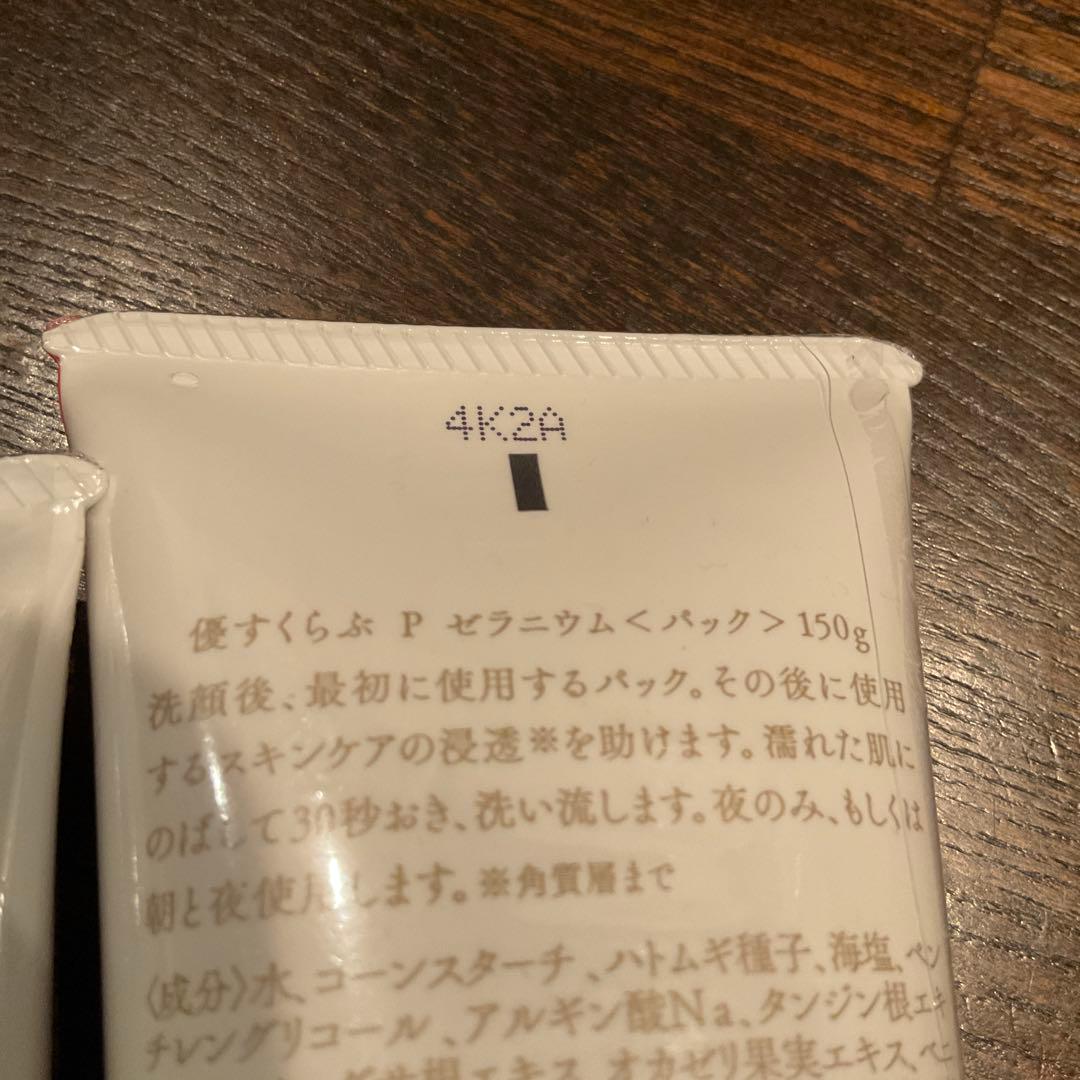 4K2A
優すくらぶ P ゼラニウム<パック> 150g
洗顔後、最初に使用するパック。その後に使用
するスキンケアの浸透※を助けます。濡れた肌に
のばして30秒おき、洗い流します。夜のみ、もしくは
朝と夜使用します。※角質層まで
〈成分〉水、コーンスターチ、ハトムギ種子、海塩、ペン
チレングリコール、アルギン酸Na、タンジン根エキ
根エキス、オカゼリ果実エキス、ベニ